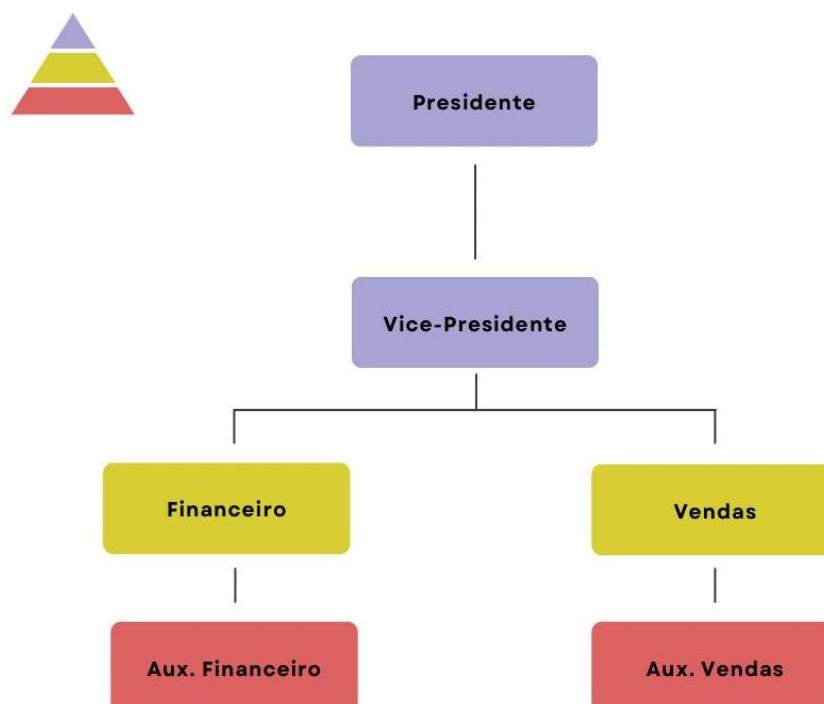 Presidente
Vice-Presidente
Financeiro
Vendas
Aux. Financeiro
Aux. Vendas